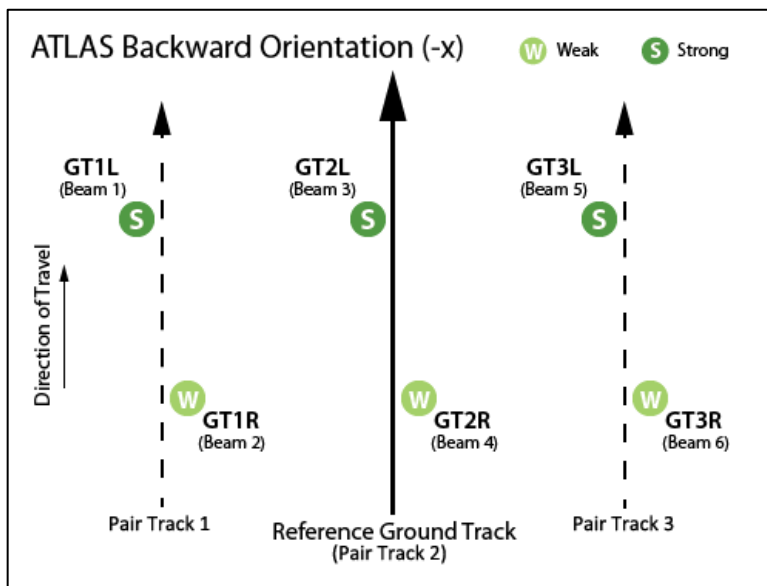 ATLAS Backward Orientation (-x)
W Weak
S Strong
GT1L
(Beam 1)
S
GT2L
(Beam 3)
S
GT3L
(Beam 5)
S
Direction of Travel
W
GT1R
(Beam 2)
W
GT2R
(Beam 4)
W
GT3R
(Beam 6)
Pair Track 1
Reference Ground Track
(Pair Track 2)
Pair Track 3